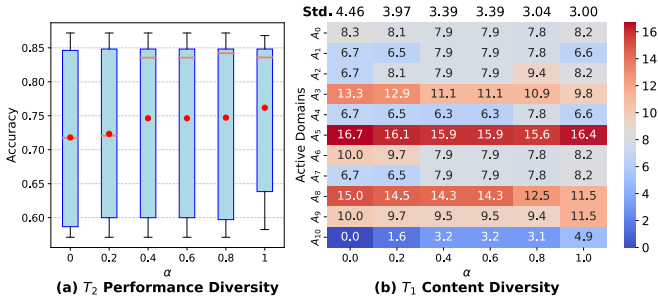 Std. 4.46 3.97 3.39 3.39 3.04 3.00
Accuracy
0.85
0.80
0.75
0.70
0.65
0.60
0 0.2 0.4 0.6 0.8 1
α
(a) T₂ Performance Diversity
Active Domains
A₀ 8.3 8.1 7.9 7.9 7.8 8.2
A₁ 6.7 6.5 7.9 7.9 7.8 6.6
A₂ 6.7 8.1 7.9 7.9 9.4 8.2
A₃ 13.3 12.9 11.1 11.1 10.9 9.8
A₄ 6.7 6.5 6.3 6.3 7.8 6.6
A₅ 16.7 16.1 15.9 15.9 15.6 16.4
A₆ 10.0 9.7 7.9 7.9 7.8 8.2
A₇ 6.7 6.5 7.9 7.9 7.8 8.2
A₈ 15.0 14.5 14.3 14.3 12.5 11.5
A₉ 10.0 9.7 9.5 9.5 9.4 11.5
A₁₀ 0.0 1.6 3.2 3.2 3.1 4.9
0.0 0.2 0.4 0.6 0.8 1.0
α
(b) T₁ Content Diversity
16
14
12
10
8
6
4
2
0